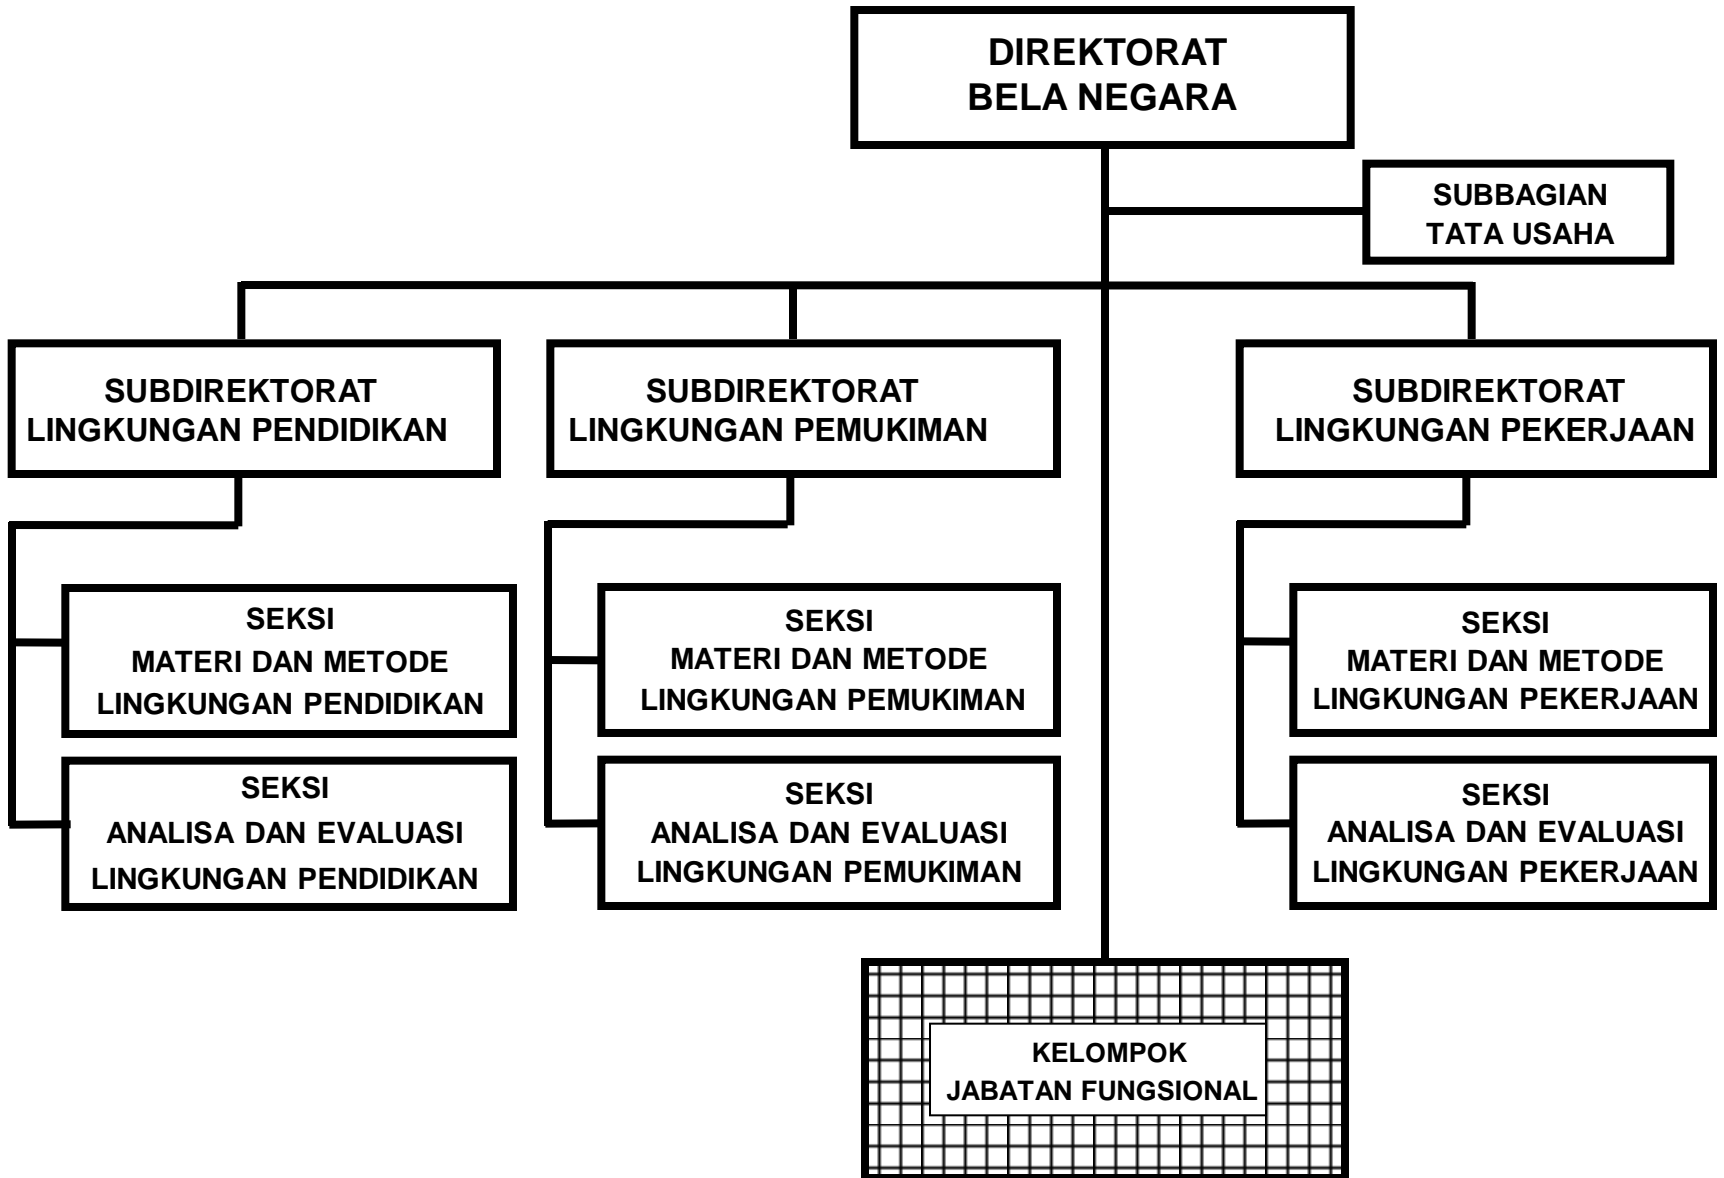 DIREKTORAT
BELA NEGARA
SUBBAGIAN
TATA USAHA
SUBDIREKTORAT
LINGKUNGAN PENDIDIKAN
SUBDIREKTORAT
LINGKUNGAN PEMUKIMAN
SUBDIREKTORAT
LINGKUNGAN PEKERJAAN
SEKSI
MATERI DAN METODE
LINGKUNGAN PENDIDIKAN
SEKSI
MATERI DAN METODE
LINGKUNGAN PEMUKIMAN
SEKSI
MATERI DAN METODE
LINGKUNGAN PEKERJAAN
SEKSI
ANALISA DAN EVALUASI
LINGKUNGAN PENDIDIKAN
SEKSI
ANALISA DAN EVALUASI
LINGKUNGAN PEMUKIMAN
SEKSI
ANALISA DAN EVALUASI
LINGKUNGAN PEKERJAAN
KELOMPOK
JABATAN FUNGSIONAL